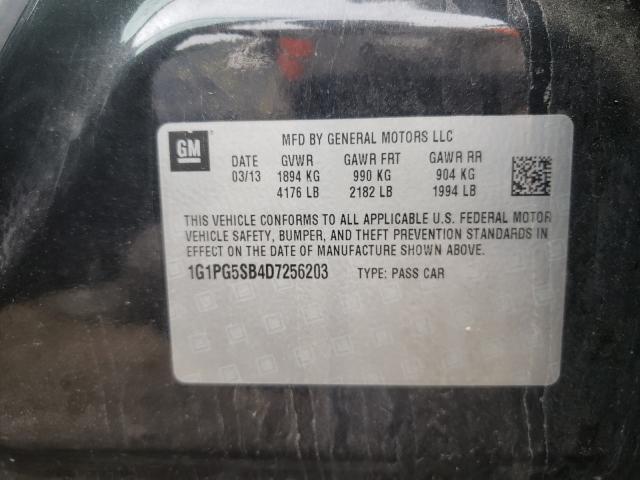 GM
MFD BY GENERAL MOTORS LLC
DATE GVWR GAWR FRT GAWR RR
03/13 1894 KG 990 KG 904 KG
4176 LB 2182 LB 1994 LB
THIS VEHICLE CONFORMS TO ALL APPLICABLE U.S. FEDERAL MOTOR
VEHICLE SAFETY, BUMPER, AND THEFT PREVENTION STANDARDS IN
EFFECT ON THE DATE OF MANUFACTURE SHOWN ABOVE.
1G1PG5SB4D7256203 TYPE: PASS CAR